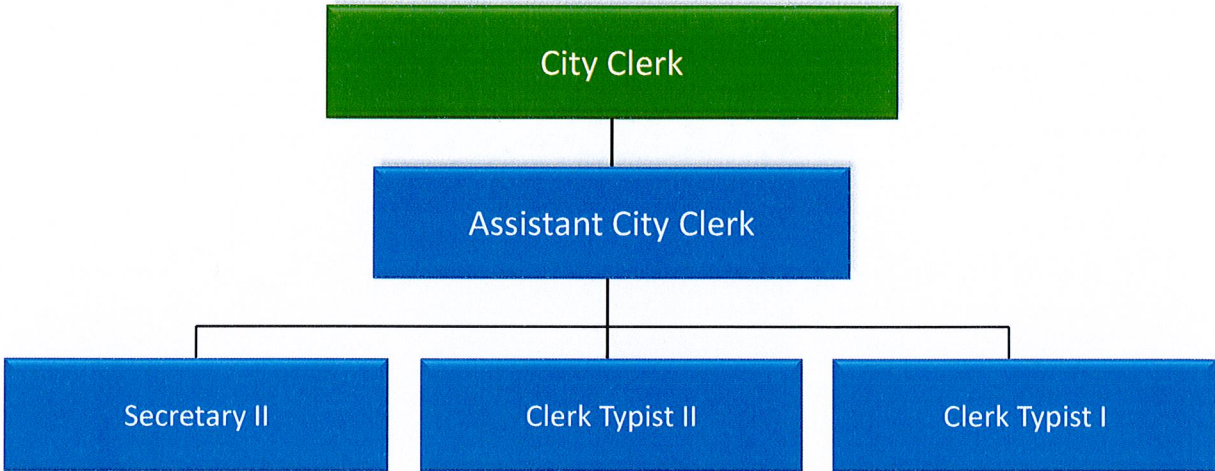 City Clerk
Assistant City Clerk
Secretary II
Clerk Typist II
Clerk Typist I